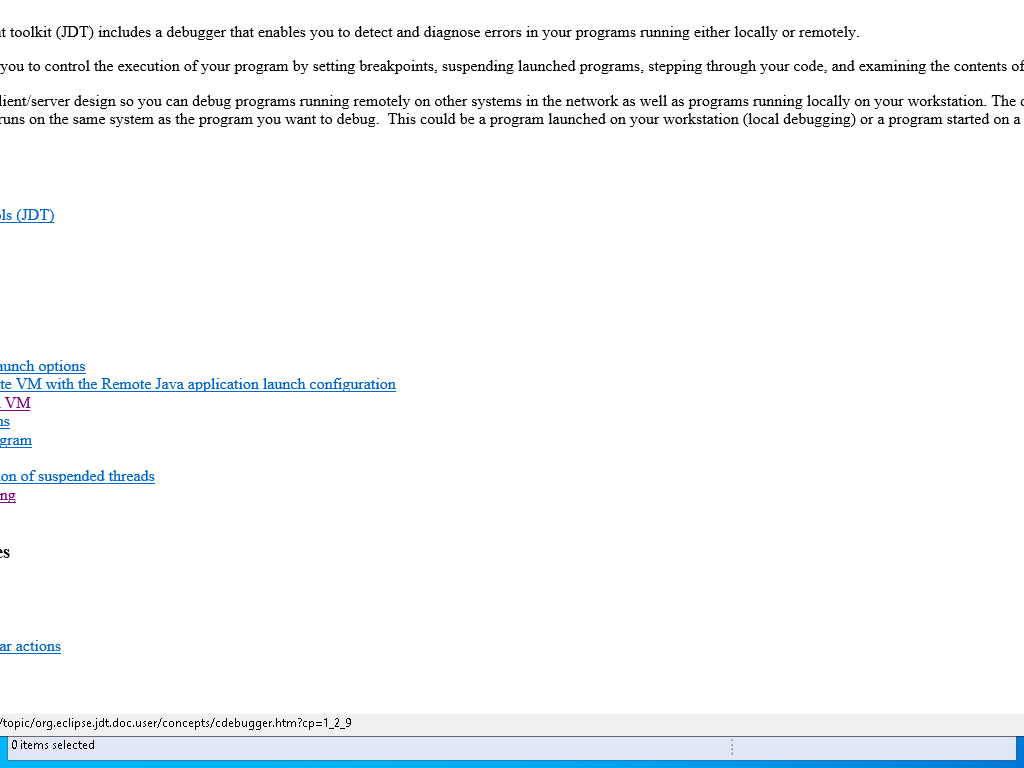 t toolkit (JDT) includes a debugger that enables you to detect and diagnose errors in your programs running either locally or remotely.
you to control the execution of your program by setting breakpoints, suspending launched programs, stepping through your code, and examining the contents of
lient/server design so you can debug programs running remotely on other systems in the network as well as programs running locally on your workstation. The
runs on the same system as the program you want to debug. This could be a program launched on your workstation (local debugging) or a program started on a
ls (JDT)
aunch options
te VM with the Remote Java application launch configuration
VM
ns
gram
on of suspended threads
ng
es
ar actions
/topic/org.eclipse.jdt.doc.user/concepts/cdebugger.htm?cp=1_2_9
0 items selected